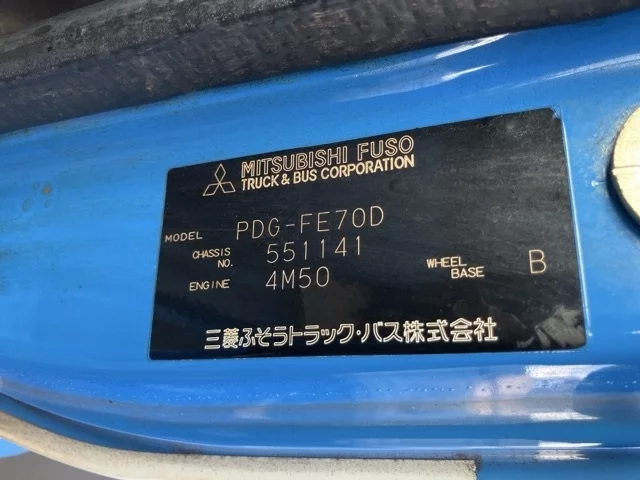 MITSUBISHI FUSO
TRUCK & BUS CORPORATION
MODEL PDG-FE70D
CHASSIS NO. 551141
ENGINE 4M50
WHEEL BASE B
三菱ふそうトラック・バス株式会社